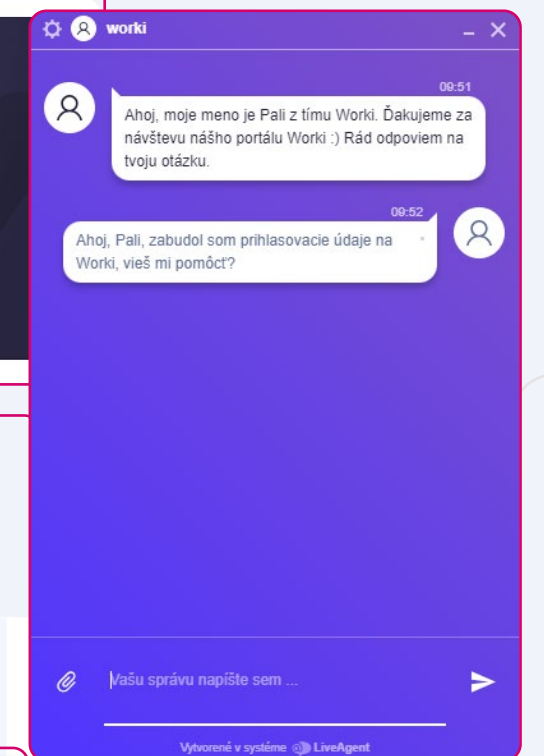 worki
09:51
Ahoj, moje meno je Pali z tímu Worki. Ďakujeme za
návštevu nášho portálu Worki :) Rád odpoviem na
tvoju otázku.
09:52
Ahoj, Pali, zabudol som prihlasovacie údaje na
Worki, vieš mi pomôcť?
Vašu správu napíšte sem ...
Vytvorené v systéme LiveAgent